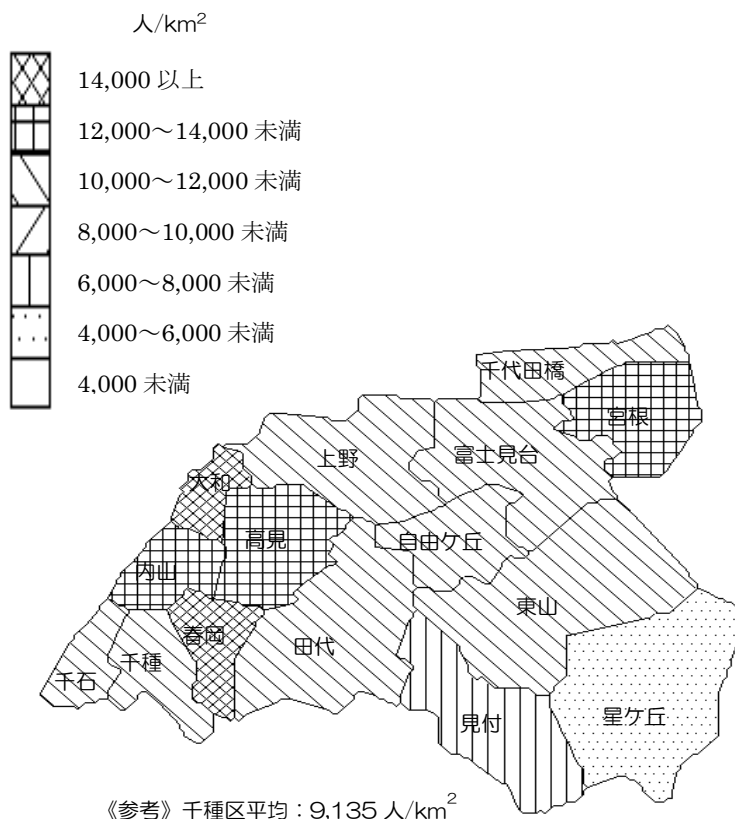 人/km²
14,000 以上
12,000～14,000 未満
10,000～12,000 未満
8,000～10,000 未満
6,000～8,000 未満
4,000～6,000 未満
4,000 未満
千代田橋
宮根
上野
富士見台
大和
高見
自由ケ丘
内山
東山
春岡
田代
千種
千石
見付
星ケ丘
《参考》千種区平均：9,135 人/km²